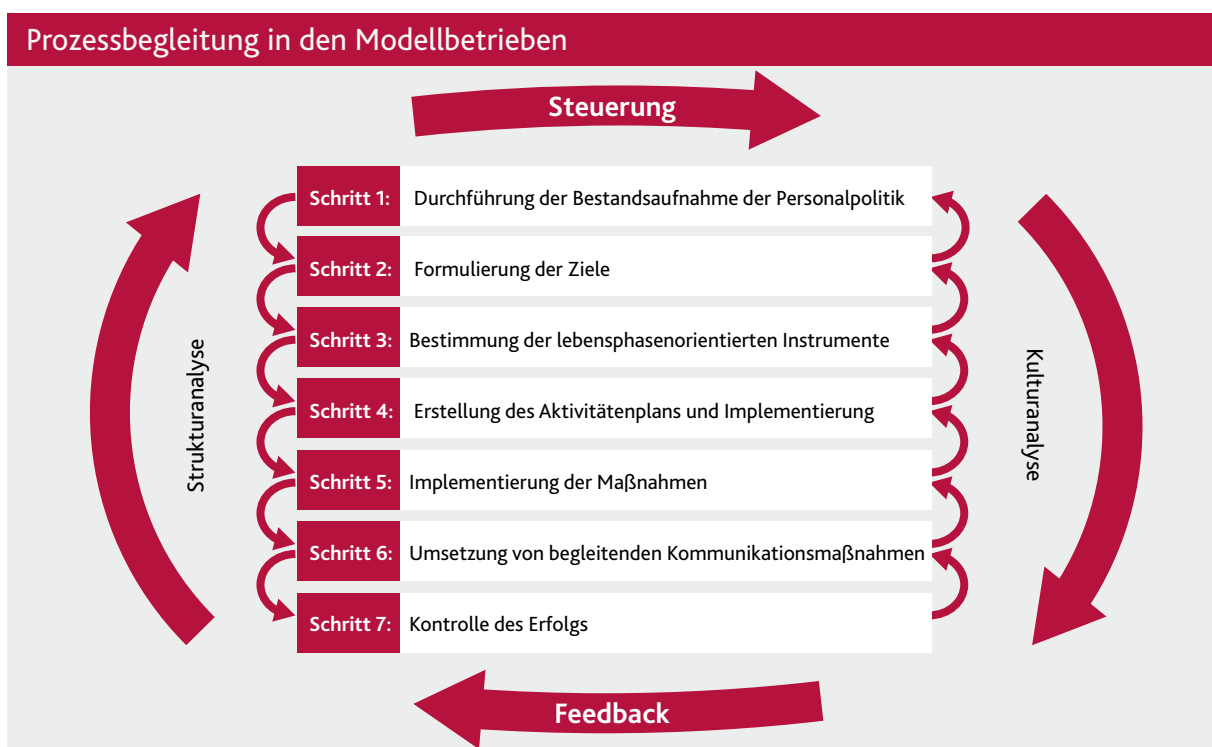 Prozessbegleitung in den Modellbetrieben
Steuerung
Schritt 1: Durchführung der Bestandsaufnahme der Personalpolitik
Schritt 2: Formulierung der Ziele
Schritt 3: Bestimmung der lebensphasenorientierten Instrumente
Schritt 4: Erstellung des Aktivitätenplans und Implementierung
Schritt 5: Implementierung der Maßnahmen
Schritt 6: Umsetzung von begleitenden Kommunikationsmaßnahmen
Schritt 7: Kontrolle des Erfolgs
Strukturanalyse
Kulturanalyse
Feedback